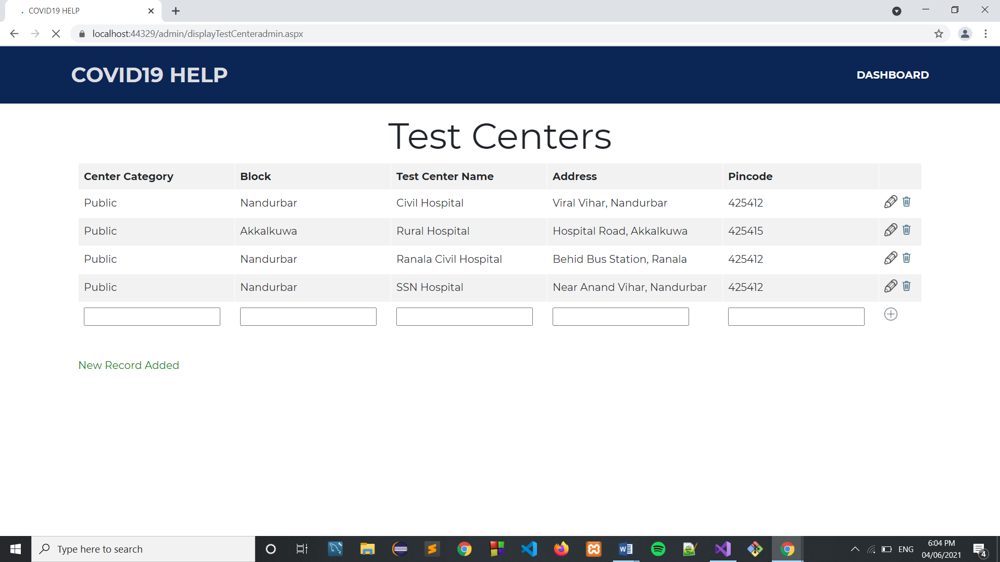 COVID19 HELP
localhost:44329/admin/displayTestCenteradmin.aspx
COVID19 HELP
DASHBOARD
Test Centers
Center Category Block Test Center Name Address Pincode
Public Nandurbar Civil Hospital Viral Vihar, Nandurbar 425412
Public Akkalkuwa Rural Hospital Hospital Road, Akkalkuwa 425415
Public Nandurbar Ranala Civil Hospital Behid Bus Station, Ranala 425412
Public Nandurbar SSN Hospital Near Anand Vihar, Nandurbar 425412
New Record Added
Type here to search
ENG
6:04 PM
04/06/2021
4